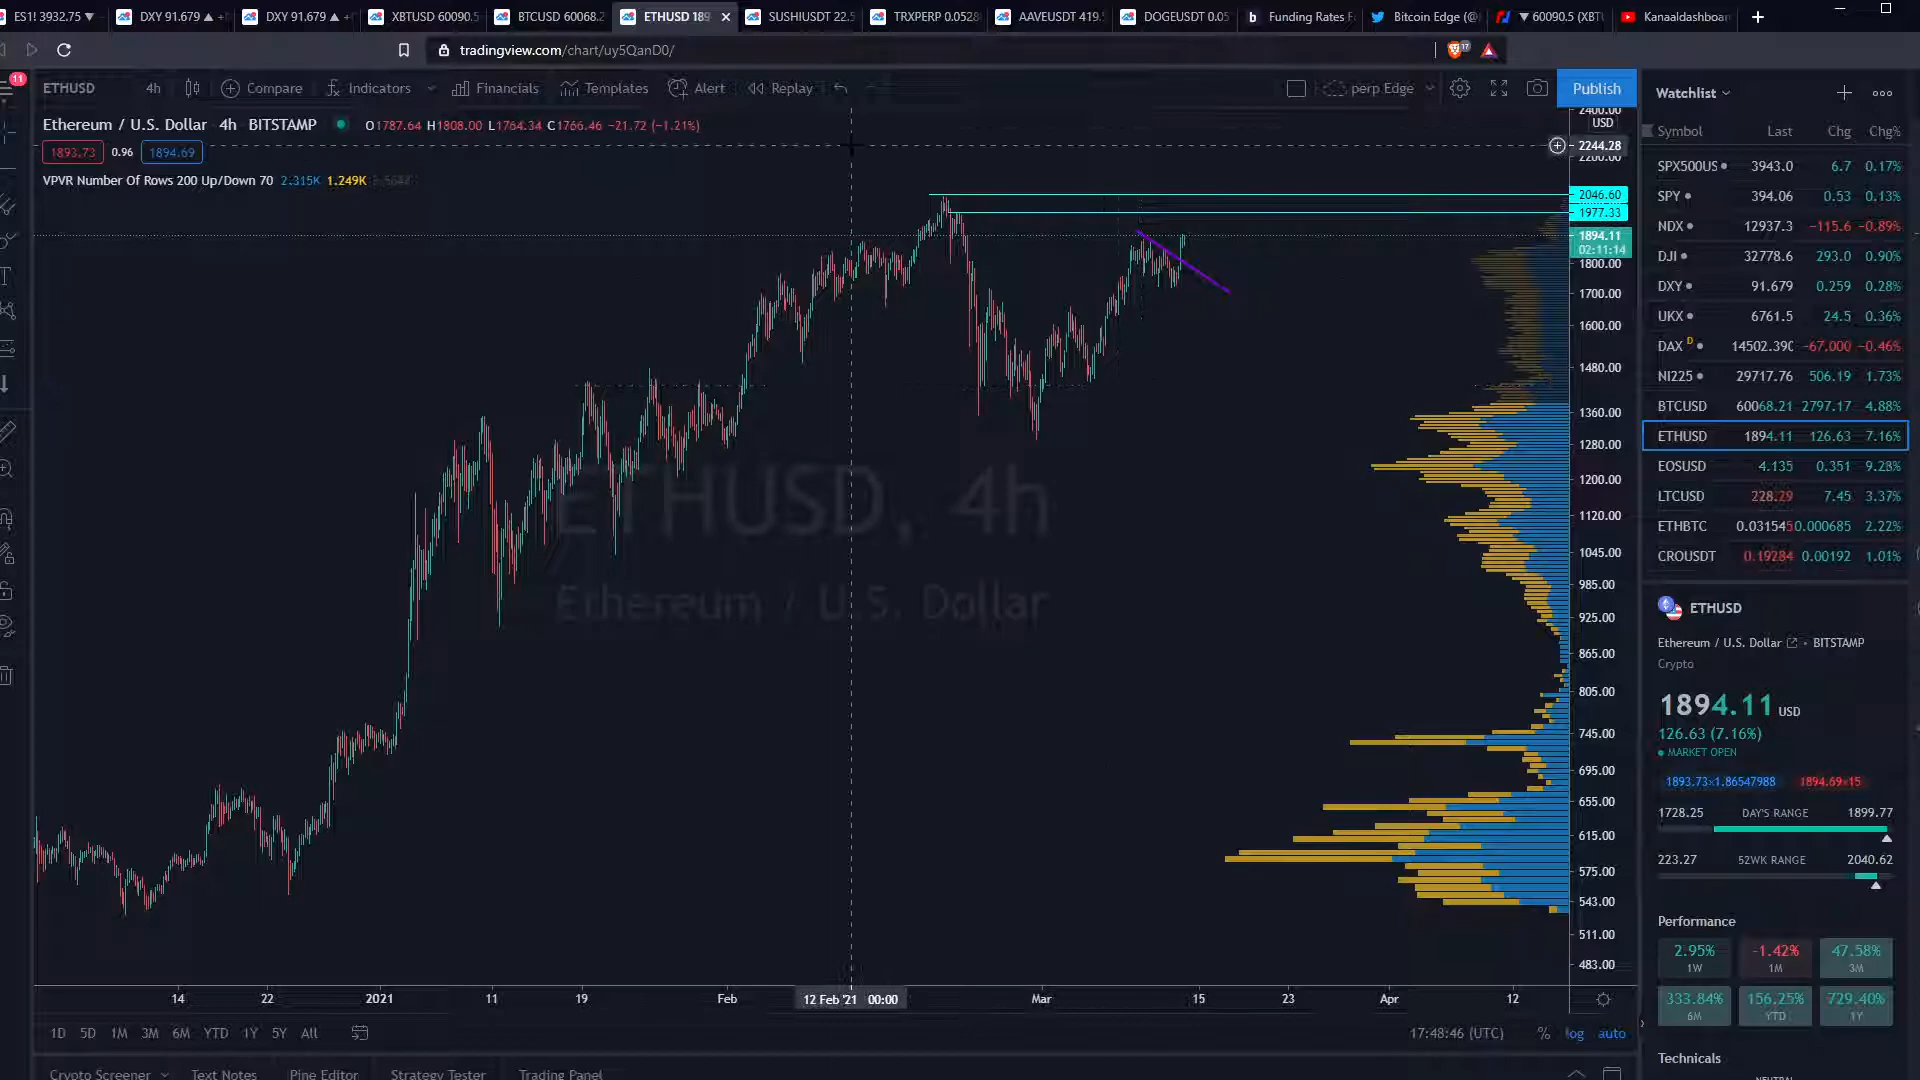 ES1! 3932.75 ▼ DXY 91.679 ▲ DXY 91.679 ▲ XBTUSD 60090.5 BTCUSD 60068.2 ETHUSD 189 SUSHIUSDT 22.5 TRXPERP 0.0528 AAVEUSDT 419. DOGEUSDT 0.05 Funding Rates F Bitcoin Edge (@ ▼ 60090.5 (XBT Kanaaldashboar
tradingview.com/chart/uy5QanD0/
17
11
ETHUSD 4h Compare Indicators Financials Templates Alert Replay perp Edge Publish
Ethereum / U.S. Dollar 4h BITSTAMP O1787.64 H1808.00 L1764.34 C1766.46 −21.72 (−1.21%)
1893.73 0.96 1894.69
VPVR Number Of Rows 200 Up/Down 70 2.315K 1.249K
ETHUSD, 4h
Ethereum / U.S. Dollar
2400.00
USD
2244.28
2200.00
2046.60
1977.33
1894.11
02:11:14
1800.00
1700.00
1600.00
1480.00
1360.00
1280.00
1200.00
1120.00
1045.00
985.00
925.00
865.00
805.00
745.00
695.00
655.00
615.00
575.00
543.00
511.00
483.00
14 22 2021 11 19 Feb 12 Feb '21 00:00 Mar 15 23 Apr 12
1D 5D 1M 3M 6M YTD 1Y 5Y All 17:48:46 (UTC) % log auto
Crypto Screener Text Notes Pine Editor Strategy Tester Trading Panel
Watchlist
Symbol Last Chg Chg%
SPX500US 3943.0 6.7 0.17%
SPY 394.06 0.53 0.13%
NDX 12937.3 −115.6 −0.89%
DJI 32778.6 293.0 0.90%
DXY 91.679 0.259 0.28%
UKX 6761.5 24.5 0.36%
DAX D 14502.390 −67.000 −0.46%
NI225 29717.76 506.19 1.73%
BTCUSD 60068.21 2797.17 4.88%
ETHUSD 1894.11 126.63 7.16%
EOSUSD 4.135 0.351 9.28%
LTCUSD 228.29 7.45 3.37%
ETHBTC 0.031545 0.000685 2.22%
CROUSDT 0.19284 0.00192 1.01%
ETHUSD
Ethereum / U.S. Dollar • BITSTAMP
Crypto
1894.11 USD
126.63 (7.16%)
MARKET OPEN
1893.73×1.86547988 1894.69×15
1728.25 DAY'S RANGE 1899.77
223.27 52WK RANGE 2040.62
Performance
2.95% −1.42% 47.58%
1W 1M 3M
333.84% 156.25% 729.40%
6M YTD 1Y
Technicals